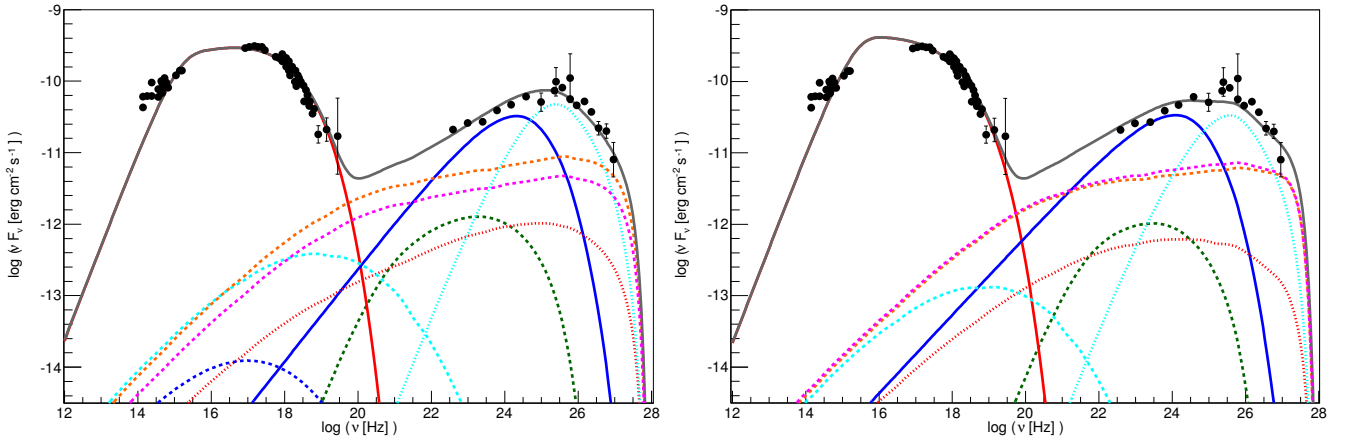 -9
-10
-11
-12
-13
-14
log (ν F_ν [erg cm⁻² s⁻¹] )
12 14 16 18 20 22 24 26 28
log ( ν [Hz] )
-9
-10
-11
-12
-13
-14
log (ν F_ν [erg cm⁻² s⁻¹] )
12 14 16 18 20 22 24 26 28
log ( ν [Hz] )